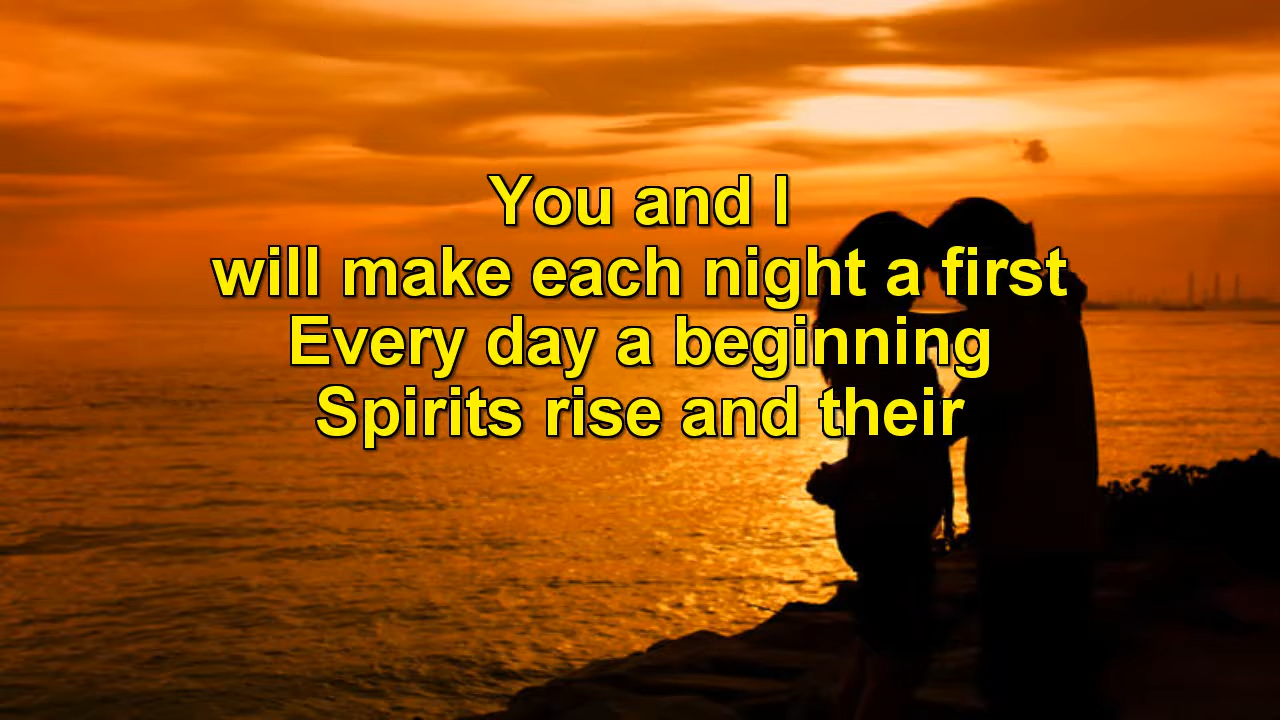 You and I
will make each night a first
Every day a beginning
Spirits rise and their